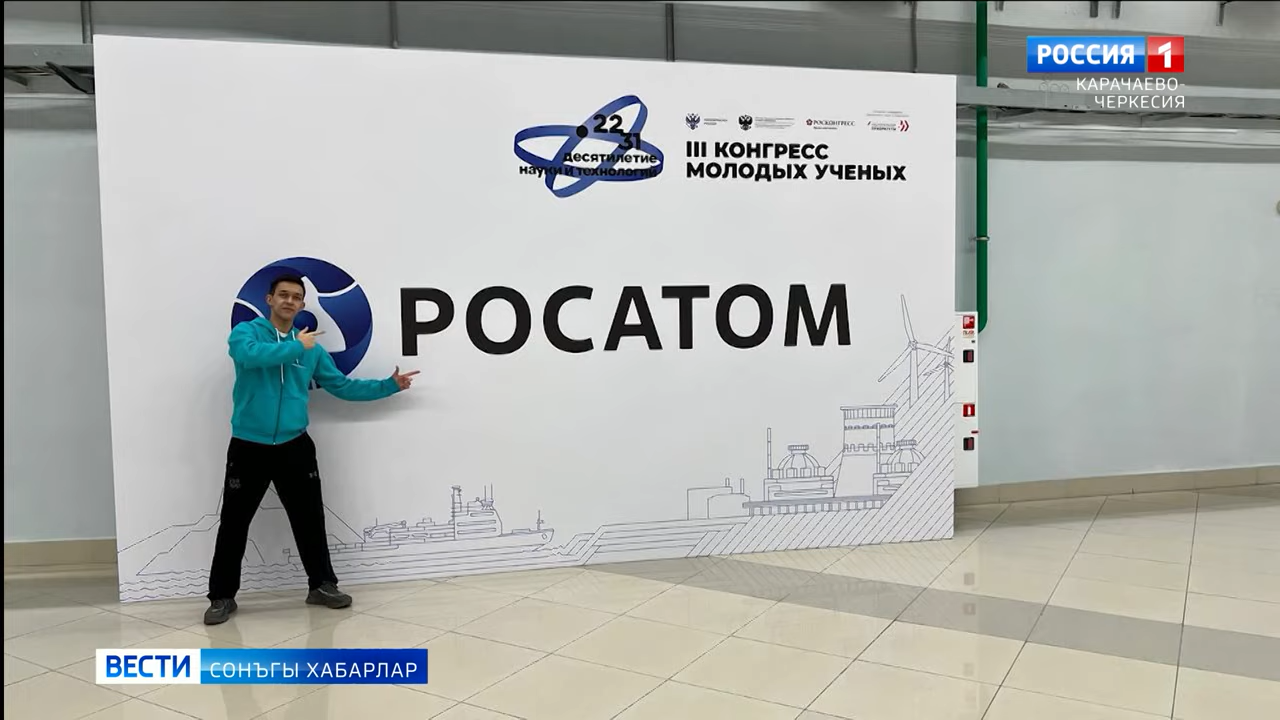 РОССИЯ 1
КАРАЧАЕВО-
ЧЕРКЕСИЯ
22
31
десятилетие
науки и технологий
РОСКОНГРЕСС
III КОНГРЕСС
МОЛОДЫХ УЧЕНЫХ
РОСАТОМ
ВЕСТИ СОНЪГЫ ХАБАРЛАР